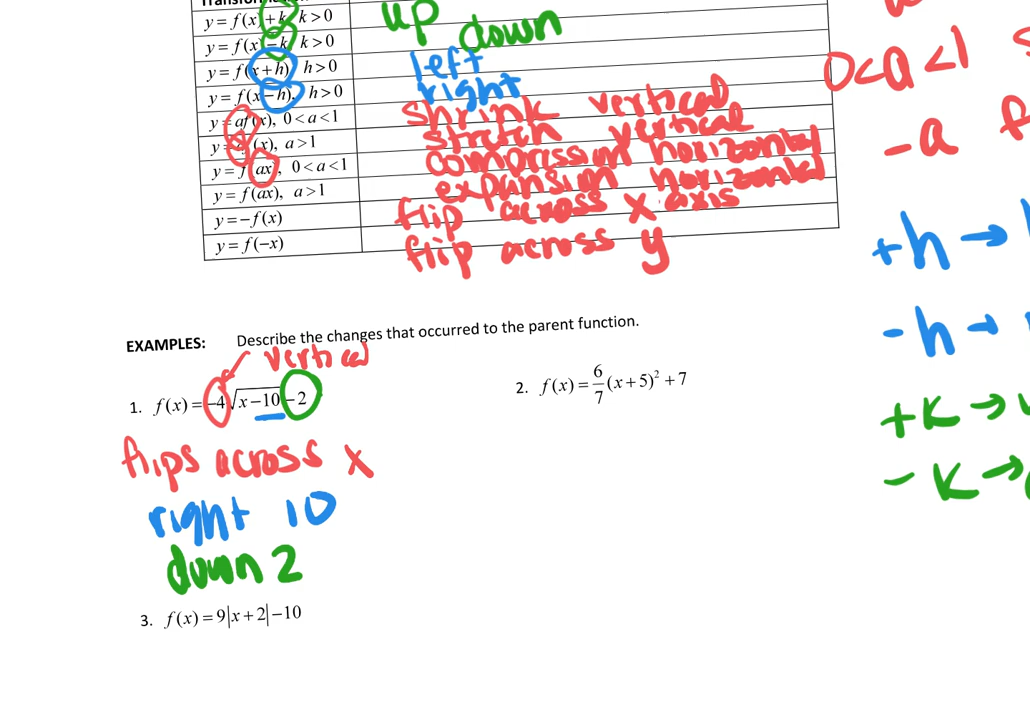 y = f(x)+k, k > 0 up
y = f(x)−k, k > 0 down
y = f(x+h), h > 0 left
y = f(x−h), h > 0 right
y = af(x), 0 < a < 1 shrink vertical
y = (x), a > 1 stretch vertical
y = f(ax), 0 < a < 1 compression horizontal
y = f(ax), a > 1 expansion horizontal
y = −f(x) flip across x axis
y = f(−x) flip across y
0<a<1
-a
+h →
-h →
+k →
-k →
EXAMPLES: Describe the changes that occurred to the parent function.
vertical
1. f(x) = −4√x−10 −2
2. f(x) = 6/7 (x+5)² + 7
flips across x
right 10
down 2
3. f(x) = 9|x+2|−10